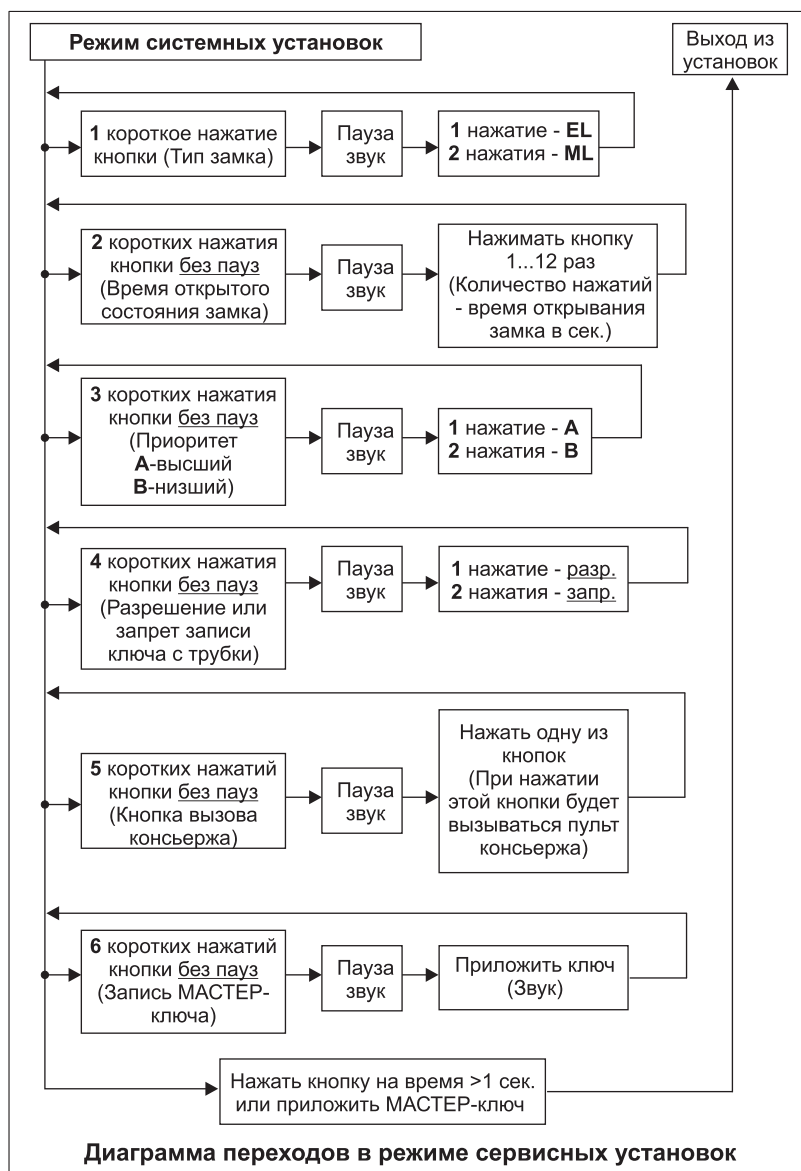 Режим системных установок
Выход из
установок
1 короткое нажатие
кнопки (Тип замка)
Пауза
звук
1 нажатие - EL
2 нажатия - ML
2 коротких нажатия
кнопки без пауз
(Время открытого
состояния замка)
Пауза
звук
Нажимать кнопку
1...12 раз
(Количество нажатий
- время открывания
замка в сек.)
3 коротких нажатия
кнопки без пауз
(Приоритет
А-высший
В-низший)
Пауза
звук
1 нажатие - А
2 нажатия - В
4 коротких нажатия
кнопки без пауз
(Разрешение или
запрет записи
ключа с трубки)
Пауза
звук
1 нажатие - разр.
2 нажатия - запр.
5 коротких нажатий
кнопки без пауз
(Кнопка вызова
консьержа)
Пауза
звук
Нажать одну из
кнопок
(При нажатии
этой кнопки будет
вызываться пульт
консьержа)
6 коротких нажатий
кнопки без пауз
(Запись МАСТЕР-
ключа)
Пауза
звук
Приложить ключ
(Звук)
Нажать кнопку на время >1 сек.
или приложить МАСТЕР-ключ
Диаграмма переходов в режиме сервисных установок